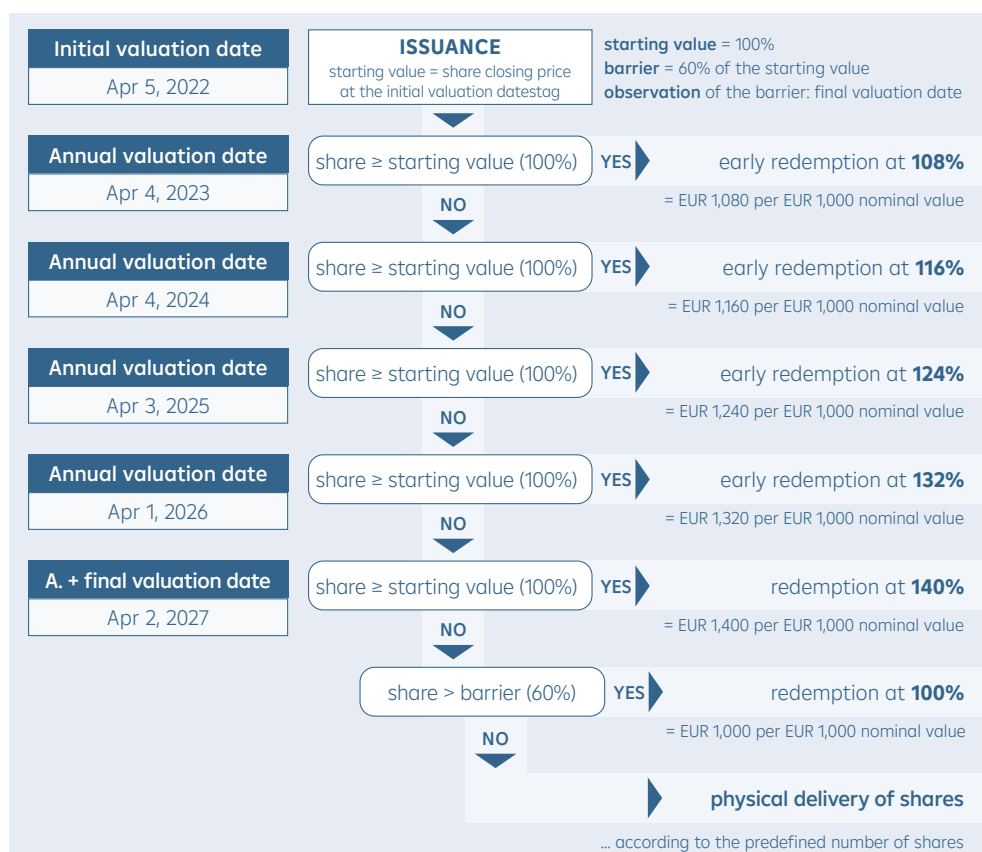 Initial valuation date
Apr 5, 2022
ISSUANCE
starting value = share closing price
at the initial valuation datestag
starting value = 100%
barrier = 60% of the starting value
observation of the barrier: final valuation date
Annual valuation date
Apr 4, 2023
share ≥ starting value (100%)
YES
early redemption at 108%
= EUR 1,080 per EUR 1,000 nominal value
NO
Annual valuation date
Apr 4, 2024
share ≥ starting value (100%)
YES
early redemption at 116%
= EUR 1,160 per EUR 1,000 nominal value
NO
Annual valuation date
Apr 3, 2025
share ≥ starting value (100%)
YES
early redemption at 124%
= EUR 1,240 per EUR 1,000 nominal value
NO
Annual valuation date
Apr 1, 2026
share ≥ starting value (100%)
YES
early redemption at 132%
= EUR 1,320 per EUR 1,000 nominal value
NO
A. + final valuation date
Apr 2, 2027
share ≥ starting value (100%)
YES
redemption at 140%
= EUR 1,400 per EUR 1,000 nominal value
NO
share > barrier (60%)
YES
redemption at 100%
= EUR 1,000 per EUR 1,000 nominal value
NO
physical delivery of shares
... according to the predefined number of shares